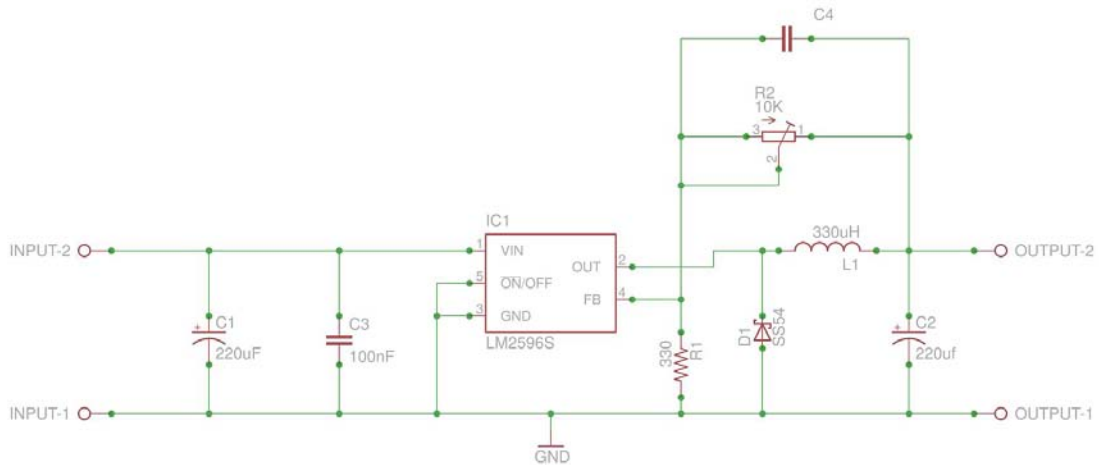 C4
R2
10K
3
1
2
IC1
INPUT-2
1
VIN
OUT
2
330uH
L1
OUTPUT-2
5
ON/OFF
FB
4
3
GND
LM2596S
C1
220uF
C3
100nF
330
R1
D1
SS54
C2
220uf
INPUT-1
OUTPUT-1
GND